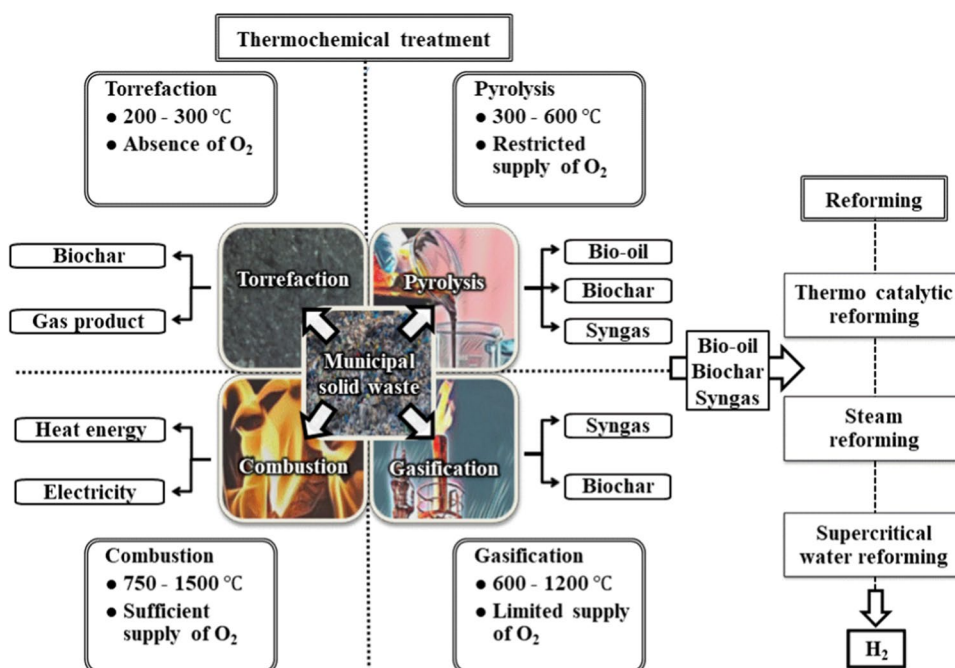 Thermochemical treatment
Torrefaction
● 200 - 300 ℃
● Absence of O₂
Pyrolysis
● 300 - 600 ℃
● Restricted
supply of O₂
Reforming
Biochar
Gas product
Torrefaction
Pyrolysis
Bio-oil
Biochar
Syngas
Municipal
solid waste
Bio-oil
Biochar
Syngas
Thermo catalytic
reforming
Steam
reforming
Supercritical
water reforming
H₂
Heat energy
Electricity
Combustion
Gasification
Syngas
Biochar
Combustion
● 750 - 1500 ℃
● Sufficient
supply of O₂
Gasification
● 600 - 1200 ℃
● Limited supply
of O₂